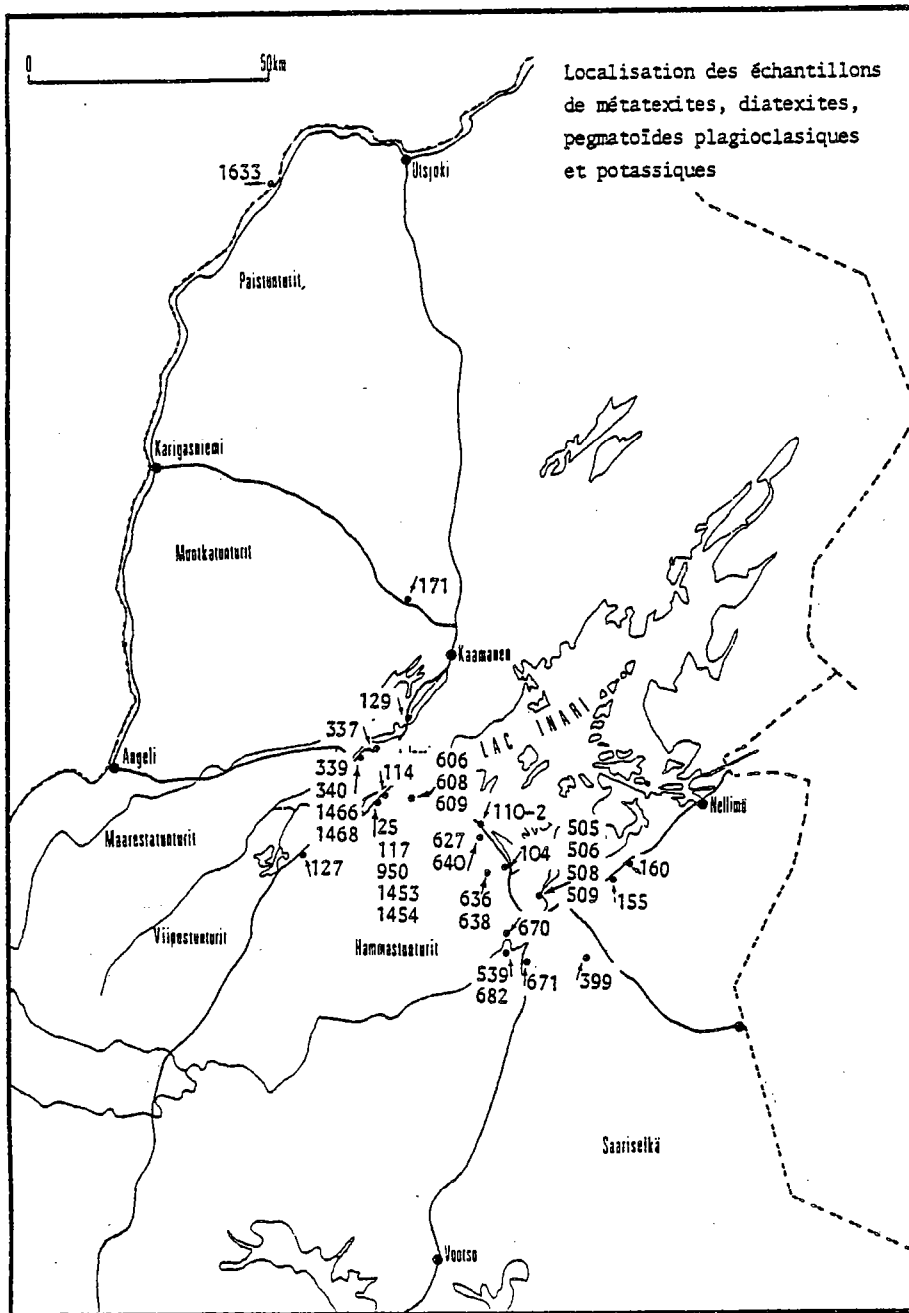 0
50km
Localisation des échantillons
de métatexites, diatexites,
pegmatoïdes plagioclasiques
et potassiques
Utsjoki
1633
Paistunturit
Karigasniemi
Muotkatunturit
171
Kaamanen
129
LAC INARI
337
Angeli
339
340
1466
1468
114
606
608
609
Nellimö
110-2
25
117
950
1453
1454
627
640
505
506
508
509
Maarestatunturit
104
160
127
636
638
155
Viipustunturit
670
Hammastunturit
539
682
671
399
Saariselkä
Vuotso